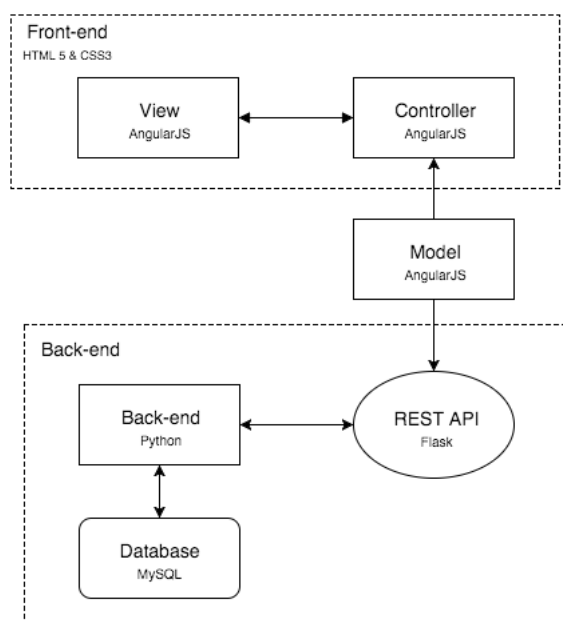 Front-end
HTML 5 & CSS3
View
AngularJS
Controller
AngularJS
Model
AngularJS
Back-end
Back-end
Python
REST API
Flask
Database
MySQL